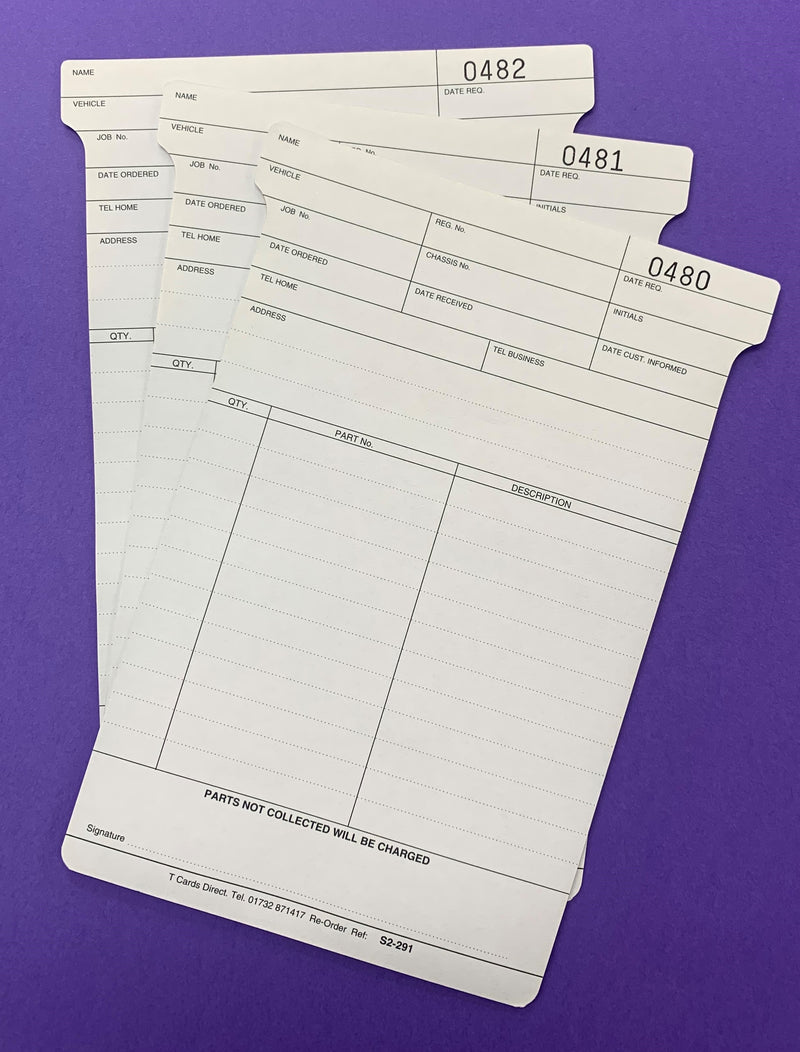 NAME 0482
VEHICLE DATE REQ.
JOB No.
DATE ORDERED
TEL HOME
ADDRESS
QTY.
NAME 0481
VEHICLE DATE REQ.
JOB No. INITIALS
DATE ORDERED
TEL HOME
ADDRESS
QTY.
NAME 0480
VEHICLE REG. No. DATE REQ.
JOB No. CHASSIS No. INITIALS
DATE ORDERED DATE RECEIVED DATE CUST. INFORMED
TEL HOME TEL BUSINESS
ADDRESS
QTY. PART No. DESCRIPTION
PARTS NOT COLLECTED WILL BE CHARGED
Signature
T Cards Direct. Tel. 01732 871417 Re-Order Ref: S2-291